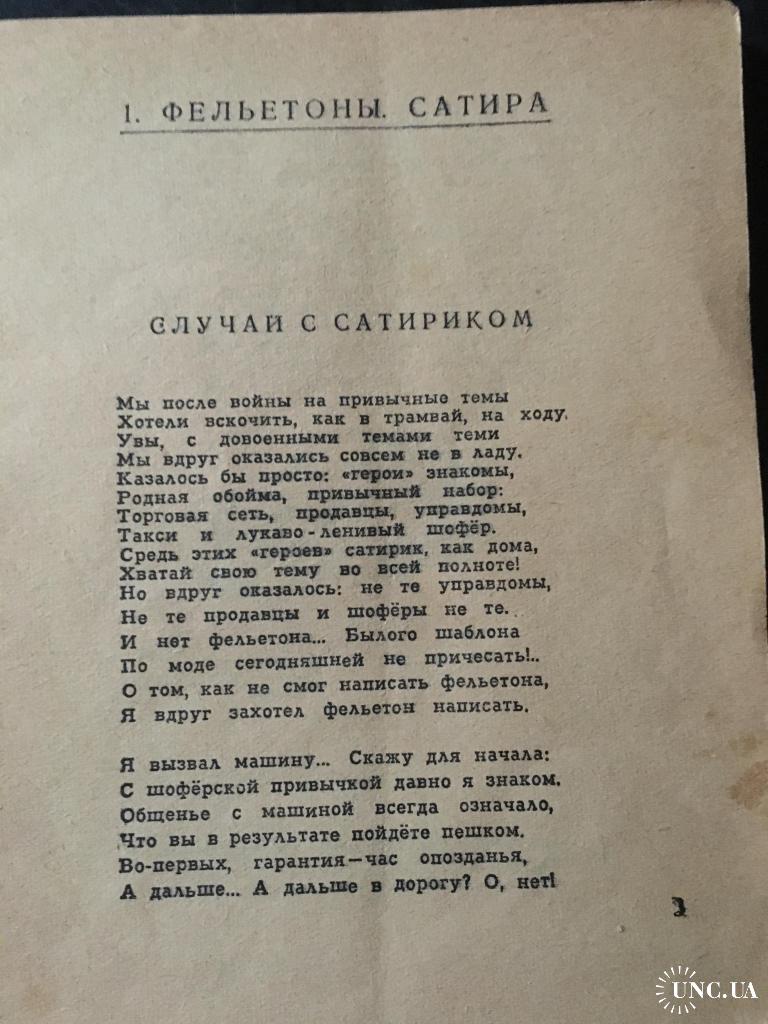 1. ФЕЛЬЕТОНЫ. САТИРА
СЛУЧАЙ С САТИРИКОМ
Мы после войны на привычные темы
Хотели вскочить, как в трамвай, на ходу.
Увы, с довоенными темами теми
Мы вдруг оказались совсем не в ладу.
Казалось бы просто: «герои» знакомы,
Родная обойма, привычный набор:
Торговая сеть, продавцы, управдомы,
Такси и лукаво-ленивый шофёр.
Средь этих «героев» сатирик, как дома,
Хватай свою тему во всей полноте!
Но вдруг оказалось: не те управдомы,
Не те продавцы и шофёры не те...
И нет фельетона... Былого шаблона
По моде сегодняшней не причесать!..
О том, как не смог написать фельетона,
Я вдруг захотел фельетон написать.
Я вызвал машину... Скажу для начала:
С шофёрской привычкой давно я знаком.
Общенье с машиной всегда означало,
Что вы в результате пойдёте пешком.
Во-первых, гарантия—час опозданья,
А дальше... А дальше в дорогу? О, нет!
3
UNC.UA